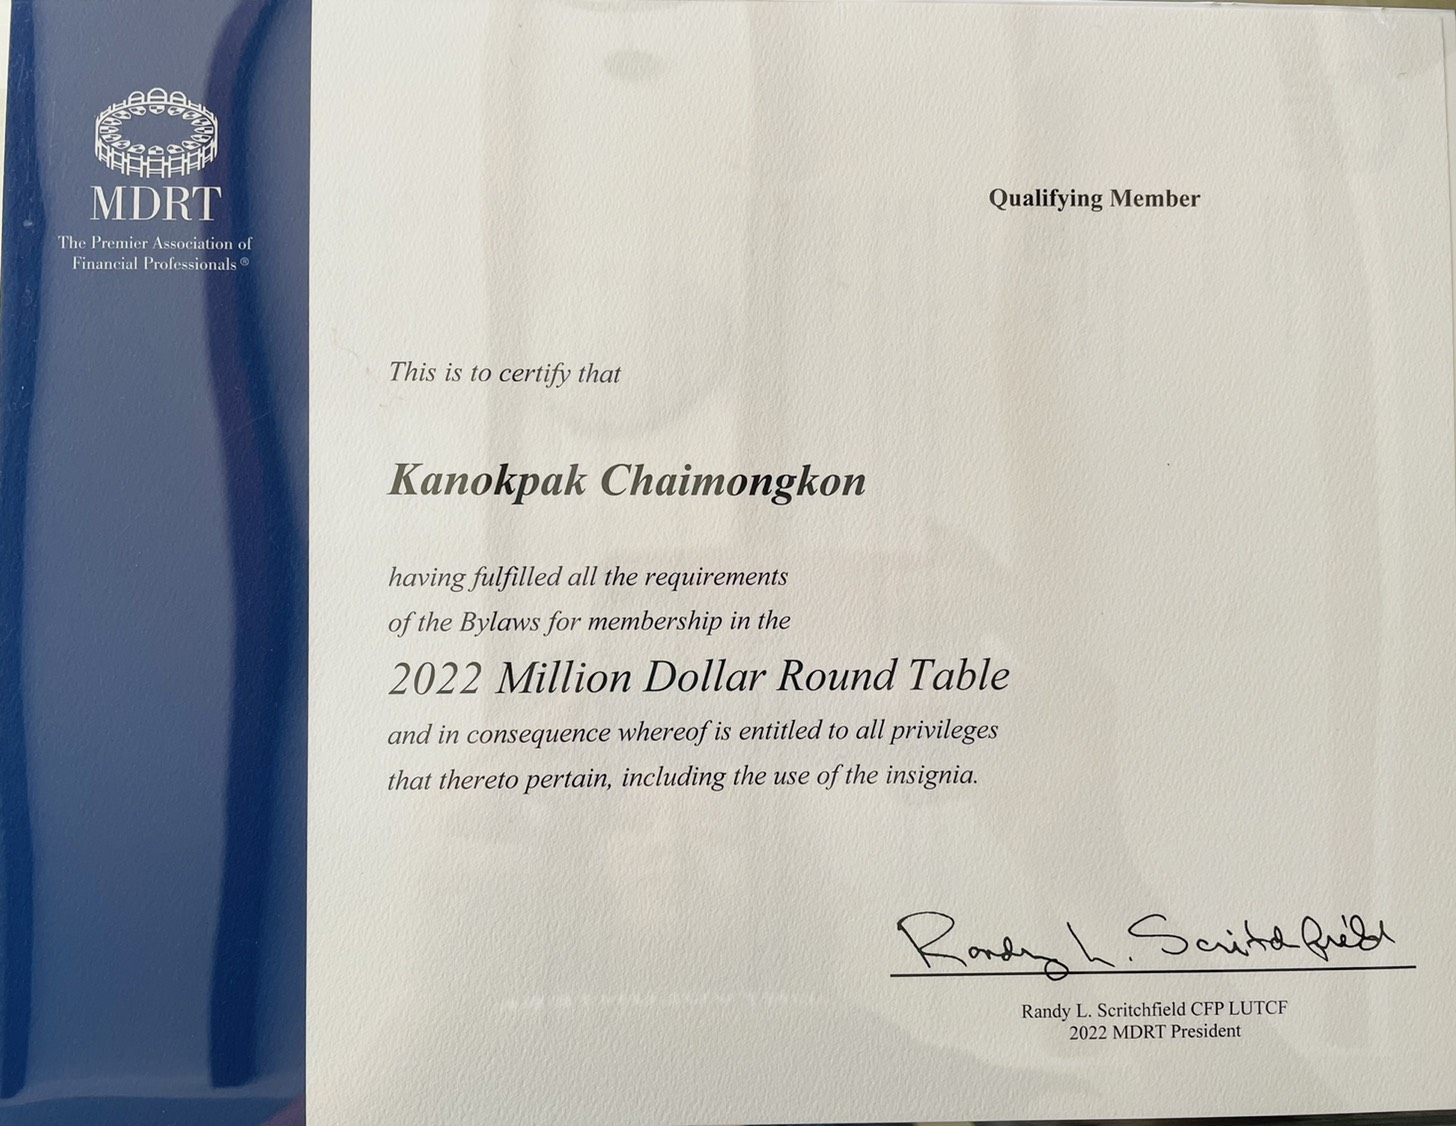 MDRT
The Premier Association of
Financial Professionals®
Qualifying Member
This is to certify that
Kanokpak Chaimongkon
having fulfilled all the requirements
of the Bylaws for membership in the
2022 Million Dollar Round Table
and in consequence whereof is entitled to all privileges
that thereto pertain, including the use of the insignia.
Randy L. Scritchfield
Randy L. Scritchfield CFP LUTCF
2022 MDRT President